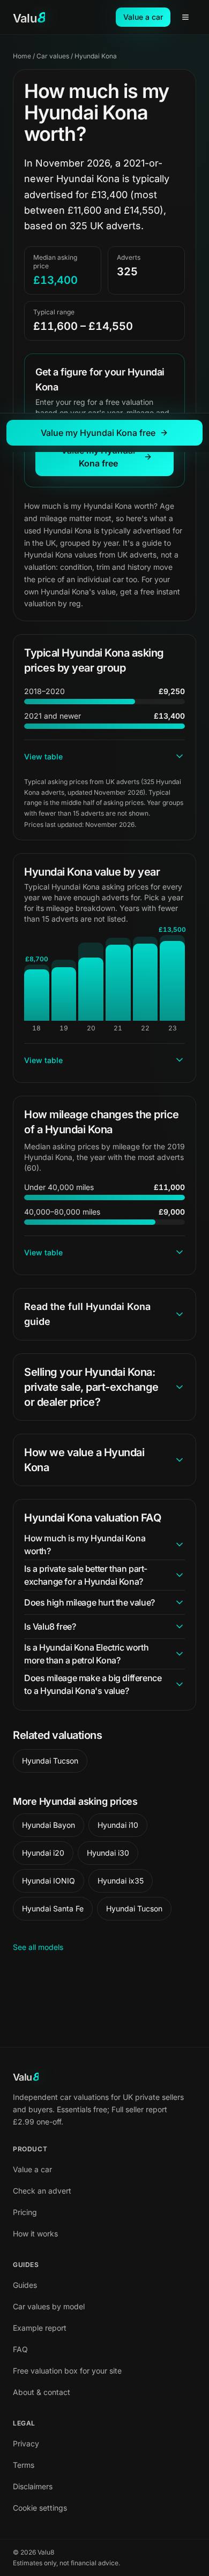 Valu8
Value a car
Home / Car values / Hyundai Kona
How much is my
Hyundai Kona
worth?
In November 2026, a 2021-or-
newer Hyundai Kona is typically
advertised for £13,400 (most
between £11,600 and £14,550),
based on 325 UK adverts.
Median asking
price
£13,400
Adverts
325
Typical range
£11,600 – £14,550
Get a figure for your Hyundai
Kona
Enter your reg for a free valuation
Value my Hyundai Kona free →
Kona free →
How much is my Hyundai Kona worth? Age
and mileage matter most, so here's what a
used Hyundai Kona is typically advertised for
in the UK, grouped by year. It's a guide to
Hyundai Kona values from UK adverts, not a
valuation: condition, trim and history move
the price of an individual car too. For your
own Hyundai Kona's value, get a free instant
valuation by reg.
Typical Hyundai Kona asking
prices by year group
2018–2020 £9,250
2021 and newer £13,400
View table
Typical asking prices from UK adverts (325 Hyundai
Kona adverts, updated November 2026). Typical
range is the middle half of asking prices. Year groups
with fewer than 15 adverts are not shown.
Prices last updated: November 2026.
Hyundai Kona value by year
Typical Hyundai Kona asking prices for every
year we have enough adverts for. Pick a year
for its mileage breakdown. Years with fewer
than 15 adverts are not listed.
£8,700
£13,500
18 19 20 21 22 23
View table
How mileage changes the price
of a Hyundai Kona
Median asking prices by mileage for the 2019
Hyundai Kona, the year with the most adverts
(60).
Under 40,000 miles £11,000
40,000–80,000 miles £9,000
View table
Read the full Hyundai Kona
guide
Selling your Hyundai Kona:
private sale, part-exchange
or dealer price?
How we value a Hyundai
Kona
Hyundai Kona valuation FAQ
How much is my Hyundai Kona
worth?
Is a private sale better than part-
exchange for a Hyundai Kona?
Does high mileage hurt the value?
Is Valu8 free?
Is a Hyundai Kona Electric worth
more than a petrol Kona?
Does mileage make a big difference
to a Hyundai Kona's value?
Related valuations
Hyundai Tucson
More Hyundai asking prices
Hyundai Bayon
Hyundai i10
Hyundai i20
Hyundai i30
Hyundai IONIQ
Hyundai ix35
Hyundai Santa Fe
Hyundai Tucson
See all models
Valu8
Independent car valuations for UK private sellers
and buyers. Essentials free; Full seller report
£2.99 one-off.
PRODUCT
Value a car
Check an advert
Pricing
How it works
GUIDES
Guides
Car values by model
Example report
FAQ
Free valuation box for your site
About & contact
LEGAL
Privacy
Terms
Disclaimers
Cookie settings
© 2026 Valu8
Estimates only, not financial advice.